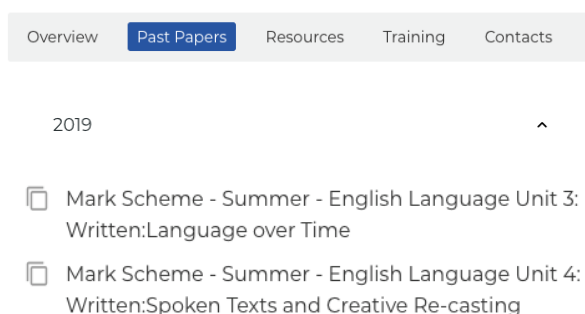 Overview Past Papers Resources Training Contacts
2019
Mark Scheme - Summer - English Language Unit 3:
Written:Language over Time
Mark Scheme - Summer - English Language Unit 4:
Written:Spoken Texts and Creative Re-casting